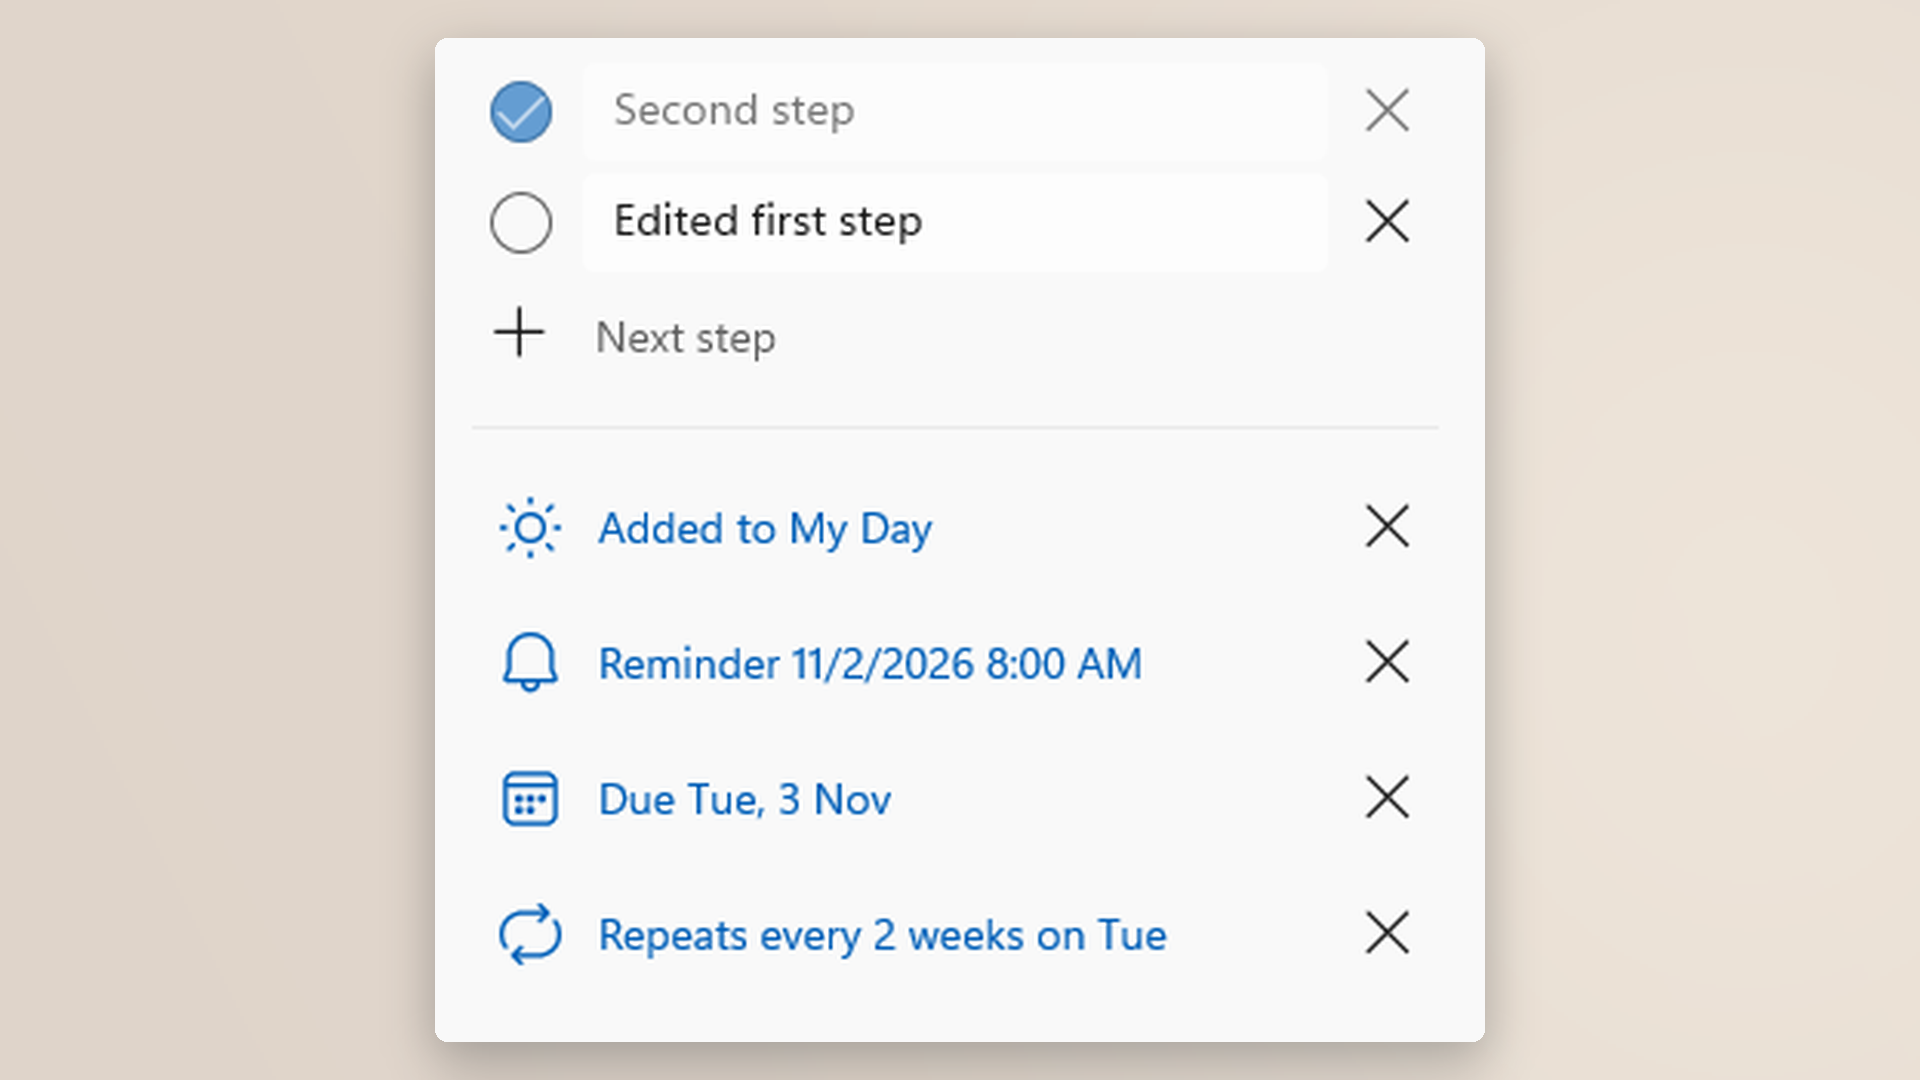 Second step
Edited first step
Next step
Added to My Day
Reminder 11/2/2026 8:00 AM
Due Tue, 3 Nov
Repeats every 2 weeks on Tue